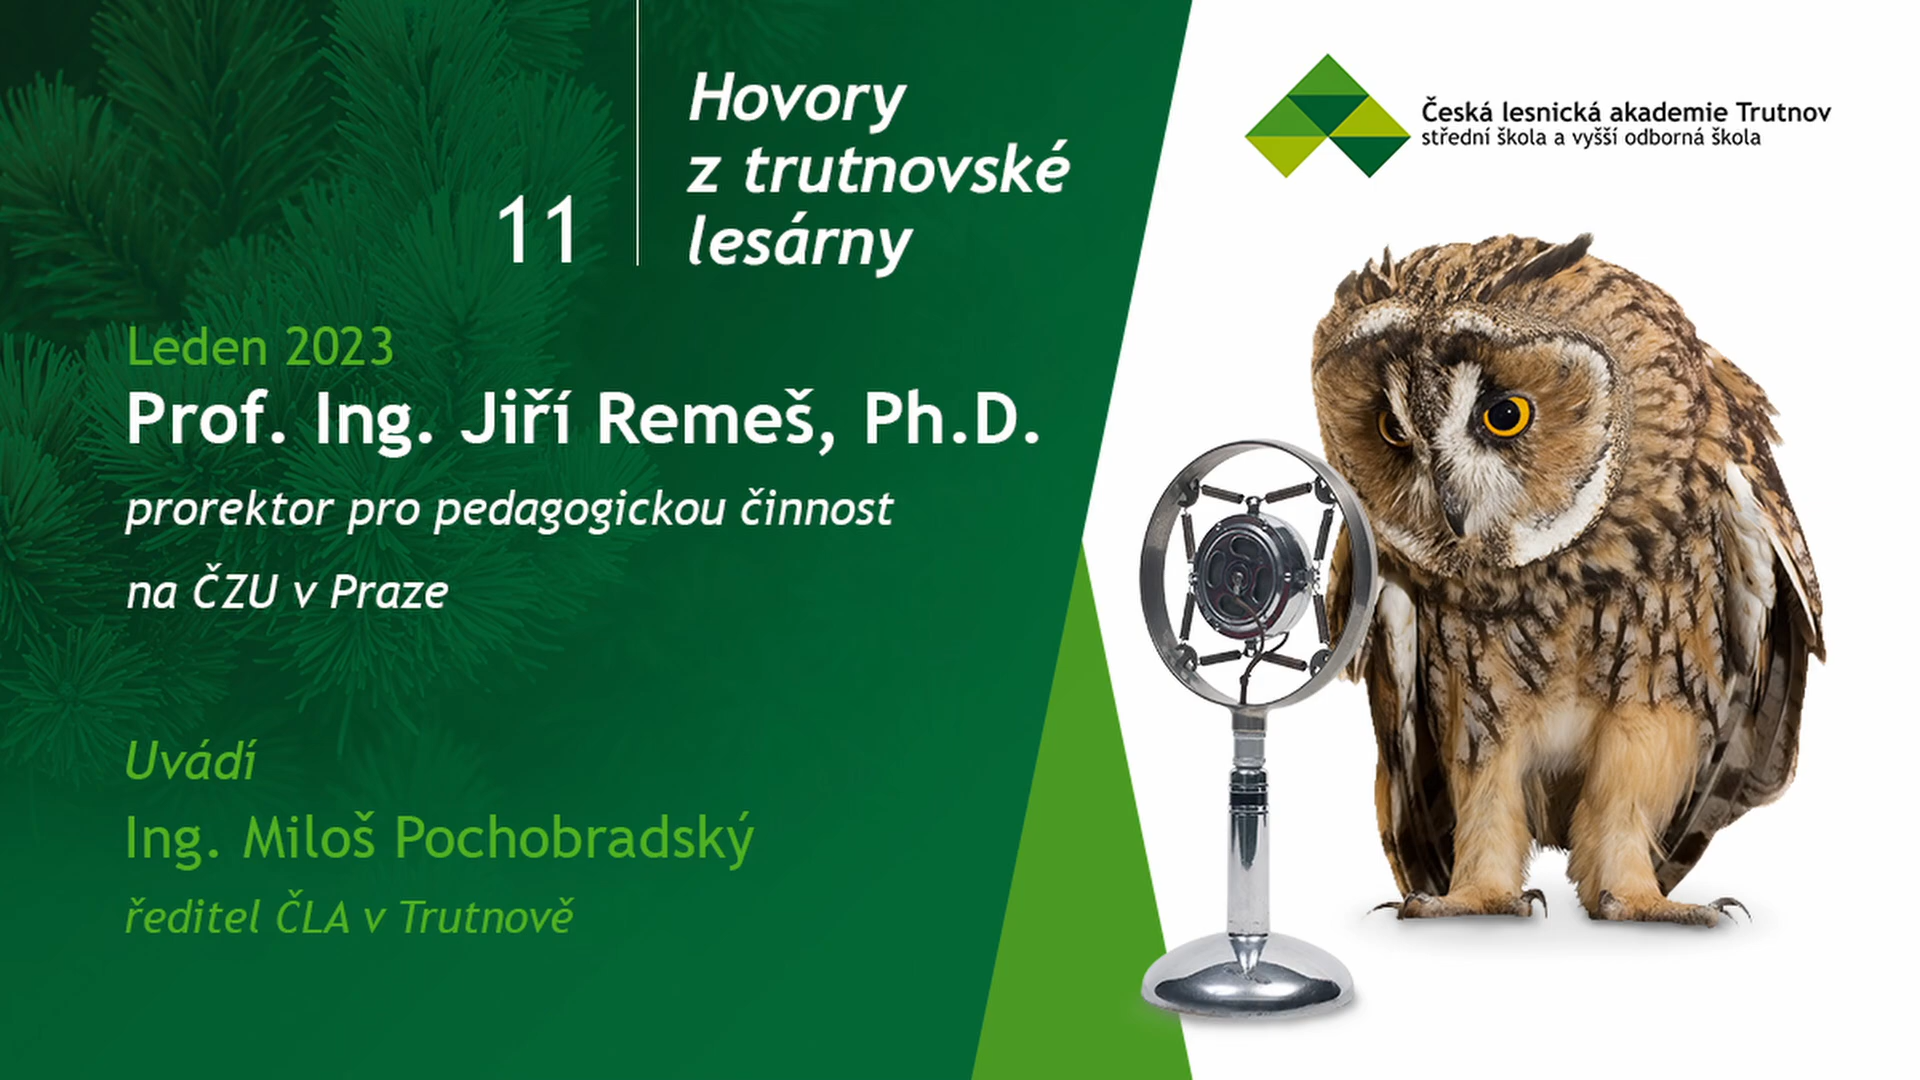 11
Hovory
z trutnovské
lesárny
Česká lesnická akademie Trutnov
střední škola a vyšší odborná škola
Leden 2023
Prof. Ing. Jiří Remeš, Ph.D.
prorektor pro pedagogickou činnost
na ČZU v Praze
Uvádí
Ing. Miloš Pochobradský
ředitel ČLA v Trutnově